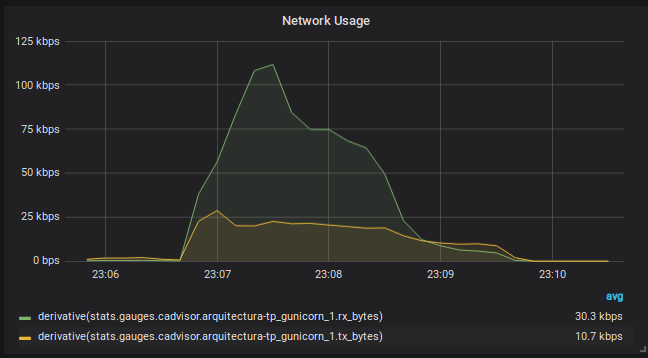 Network Usage
125 kbps
100 kbps
75 kbps
50 kbps
25 kbps
0 bps
23:06 23:07 23:08 23:09 23:10
avg
derivative(stats.gauges.cadvisor.arquitectura-tp_gunicorn_1.rx_bytes) 30.3 kbps
derivative(stats.gauges.cadvisor.arquitectura-tp_gunicorn_1.tx_bytes) 10.7 kbps